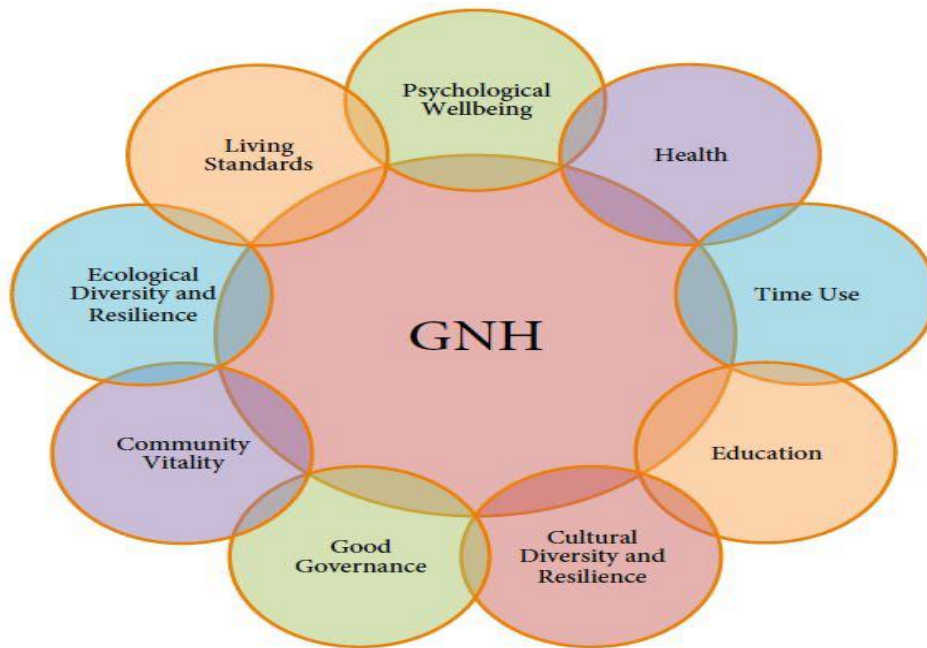 Psychological
Wellbeing
Health
Time Use
Education
Cultural
Diversity and
Resilience
Good
Governance
Community
Vitality
Ecological
Diversity and
Resilience
Living
Standards
GNH